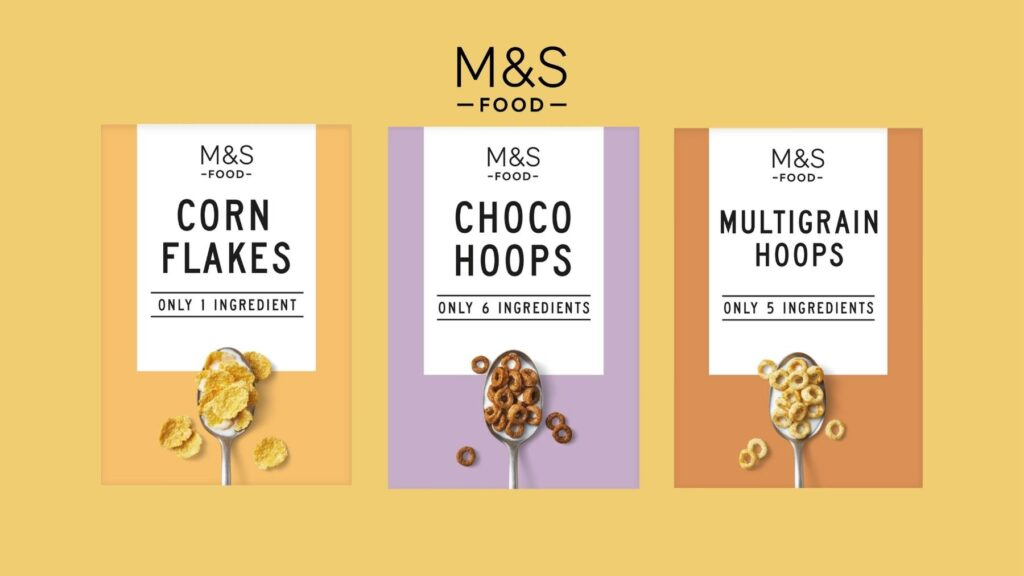 M&S
FOOD
M&S
-FOOD-
CORN
FLAKES
ONLY 1 INGREDIENT
M&S
-FOOD-
CHOCO
HOOPS
ONLY 6 INGREDIENTS
M&S
-FOOD-
MULTIGRAIN
HOOPS
ONLY 5 INGREDIENTS